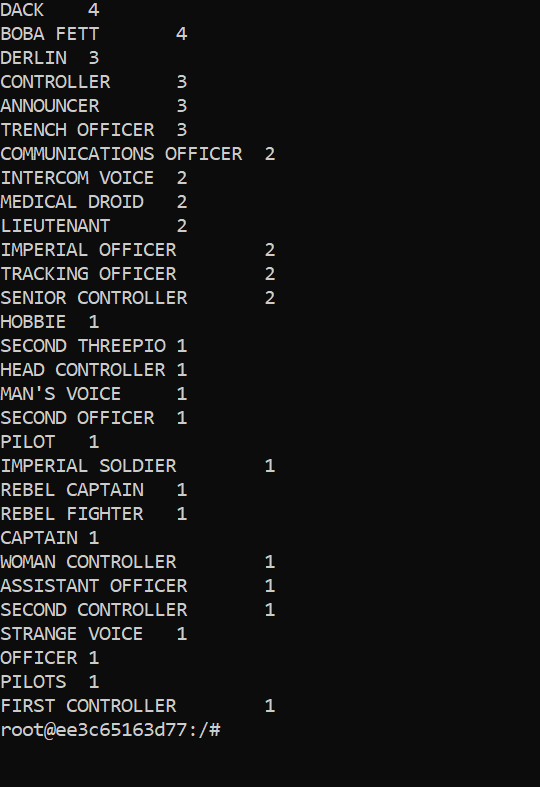 DACK    4
BOBA FETT       4
DERLIN  3
CONTROLLER      3
ANNOUNCER       3
TRENCH OFFICER  3
COMMUNICATIONS OFFICER  2
INTERCOM VOICE  2
MEDICAL DROID   2
LIEUTENANT      2
IMPERIAL OFFICER        2
TRACKING OFFICER        2
SENIOR CONTROLLER       2
HOBBIE  1
SECOND THREEPIO 1
HEAD CONTROLLER 1
MAN'S VOICE     1
SECOND OFFICER  1
PILOT   1
IMPERIAL SOLDIER        1
REBEL CAPTAIN   1
REBEL FIGHTER   1
CAPTAIN 1
WOMAN CONTROLLER        1
ASSISTANT OFFICER       1
SECOND CONTROLLER       1
STRANGE VOICE   1
OFFICER 1
PILOTS  1
FIRST CONTROLLER        1
root@ee3c65163d77:/#